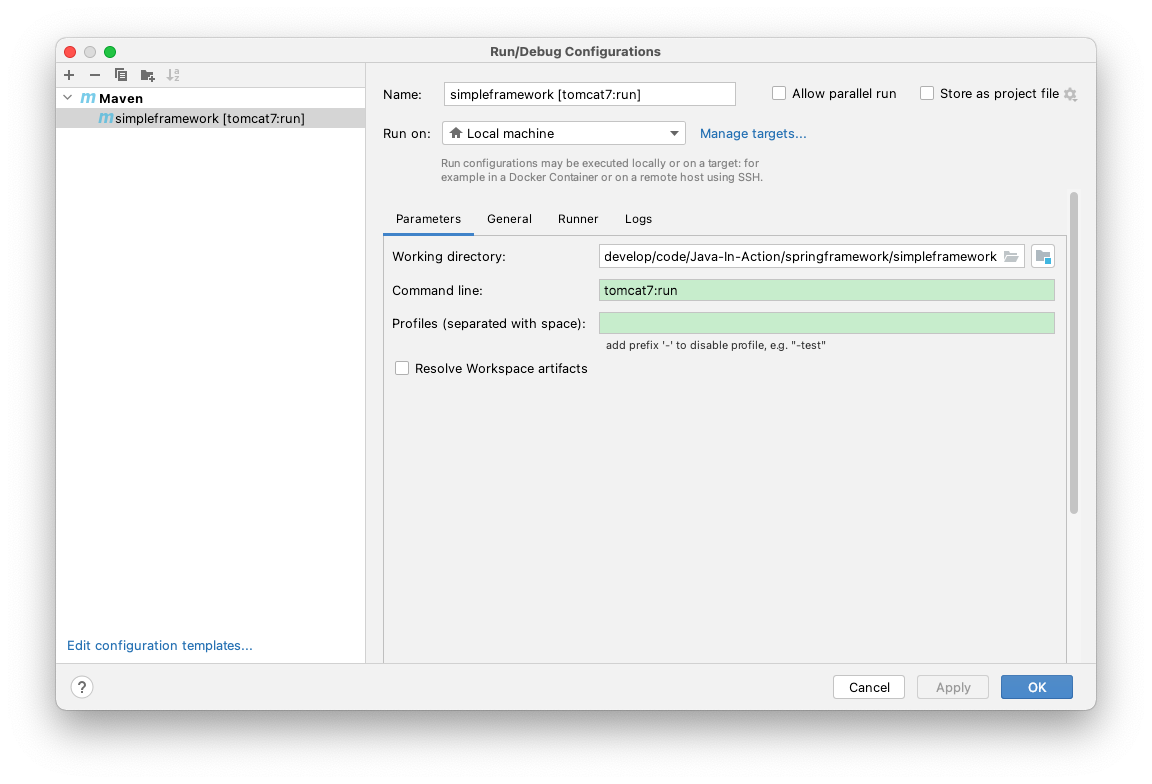 Run/Debug Configurations
Maven
simpleframework [tomcat7:run]
Edit configuration templates...
Name: simpleframework [tomcat7:run] Allow parallel run Store as project file
Run on: Local machine Manage targets...
Run configurations may be executed locally or on a target: for
example in a Docker Container or on a remote host using SSH.
Parameters General Runner Logs
Working directory: develop/code/Java-In-Action/springframework/simpleframework
Command line: tomcat7:run
Profiles (separated with space):
add prefix '-' to disable profile, e.g. "-test"
Resolve Workspace artifacts
? Cancel Apply OK